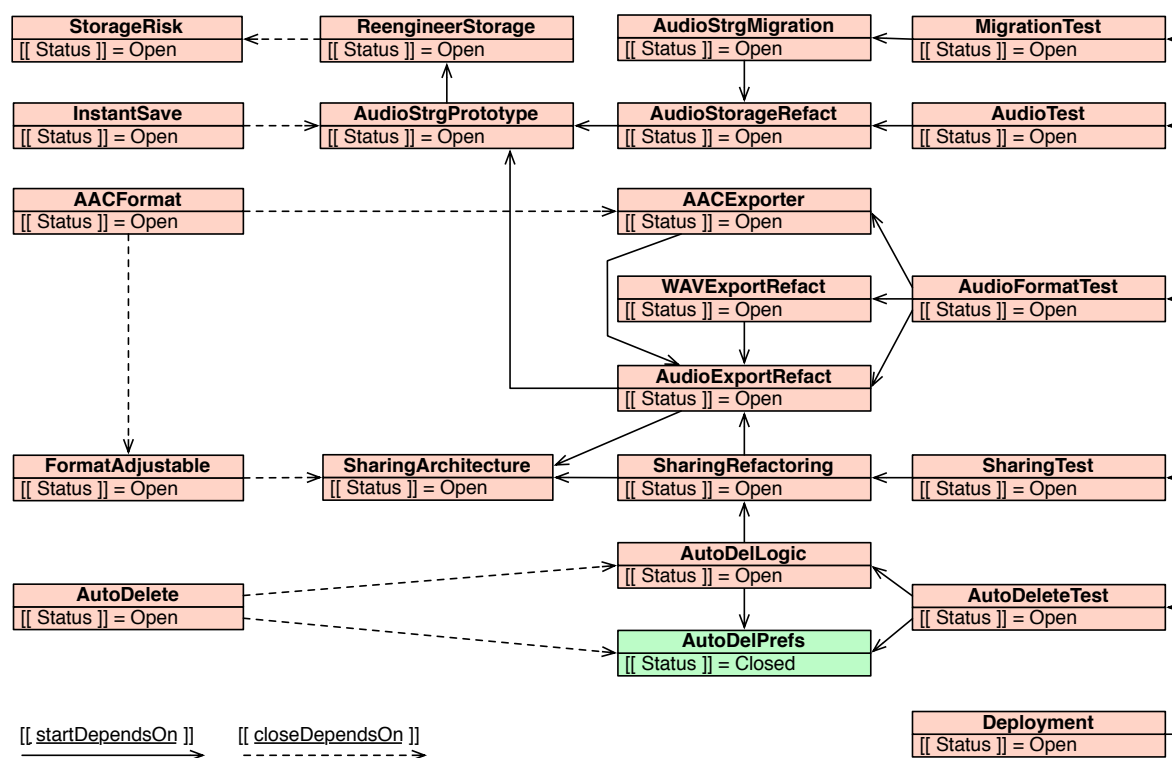 StorageRisk
[[ Status ]] = Open
ReengineerStorage
[[ Status ]] = Open
AudioStrgMigration
[[ Status ]] = Open
MigrationTest
[[ Status ]] = Open
InstantSave
[[ Status ]] = Open
AudioStrgPrototype
[[ Status ]] = Open
AudioStorageRefact
[[ Status ]] = Open
AudioTest
[[ Status ]] = Open
AACFormat
[[ Status ]] = Open
AACExporter
[[ Status ]] = Open
WAVExportRefact
[[ Status ]] = Open
AudioFormatTest
[[ Status ]] = Open
AudioExportRefact
[[ Status ]] = Open
FormatAdjustable
[[ Status ]] = Open
SharingArchitecture
[[ Status ]] = Open
SharingRefactoring
[[ Status ]] = Open
SharingTest
[[ Status ]] = Open
AutoDelLogic
[[ Status ]] = Open
AutoDelete
[[ Status ]] = Open
AutoDeleteTest
[[ Status ]] = Open
AutoDelPrefs
[[ Status ]] = Closed
[[ startDependsOn ]]
[[ closeDependsOn ]]
Deployment
[[ Status ]] = Open